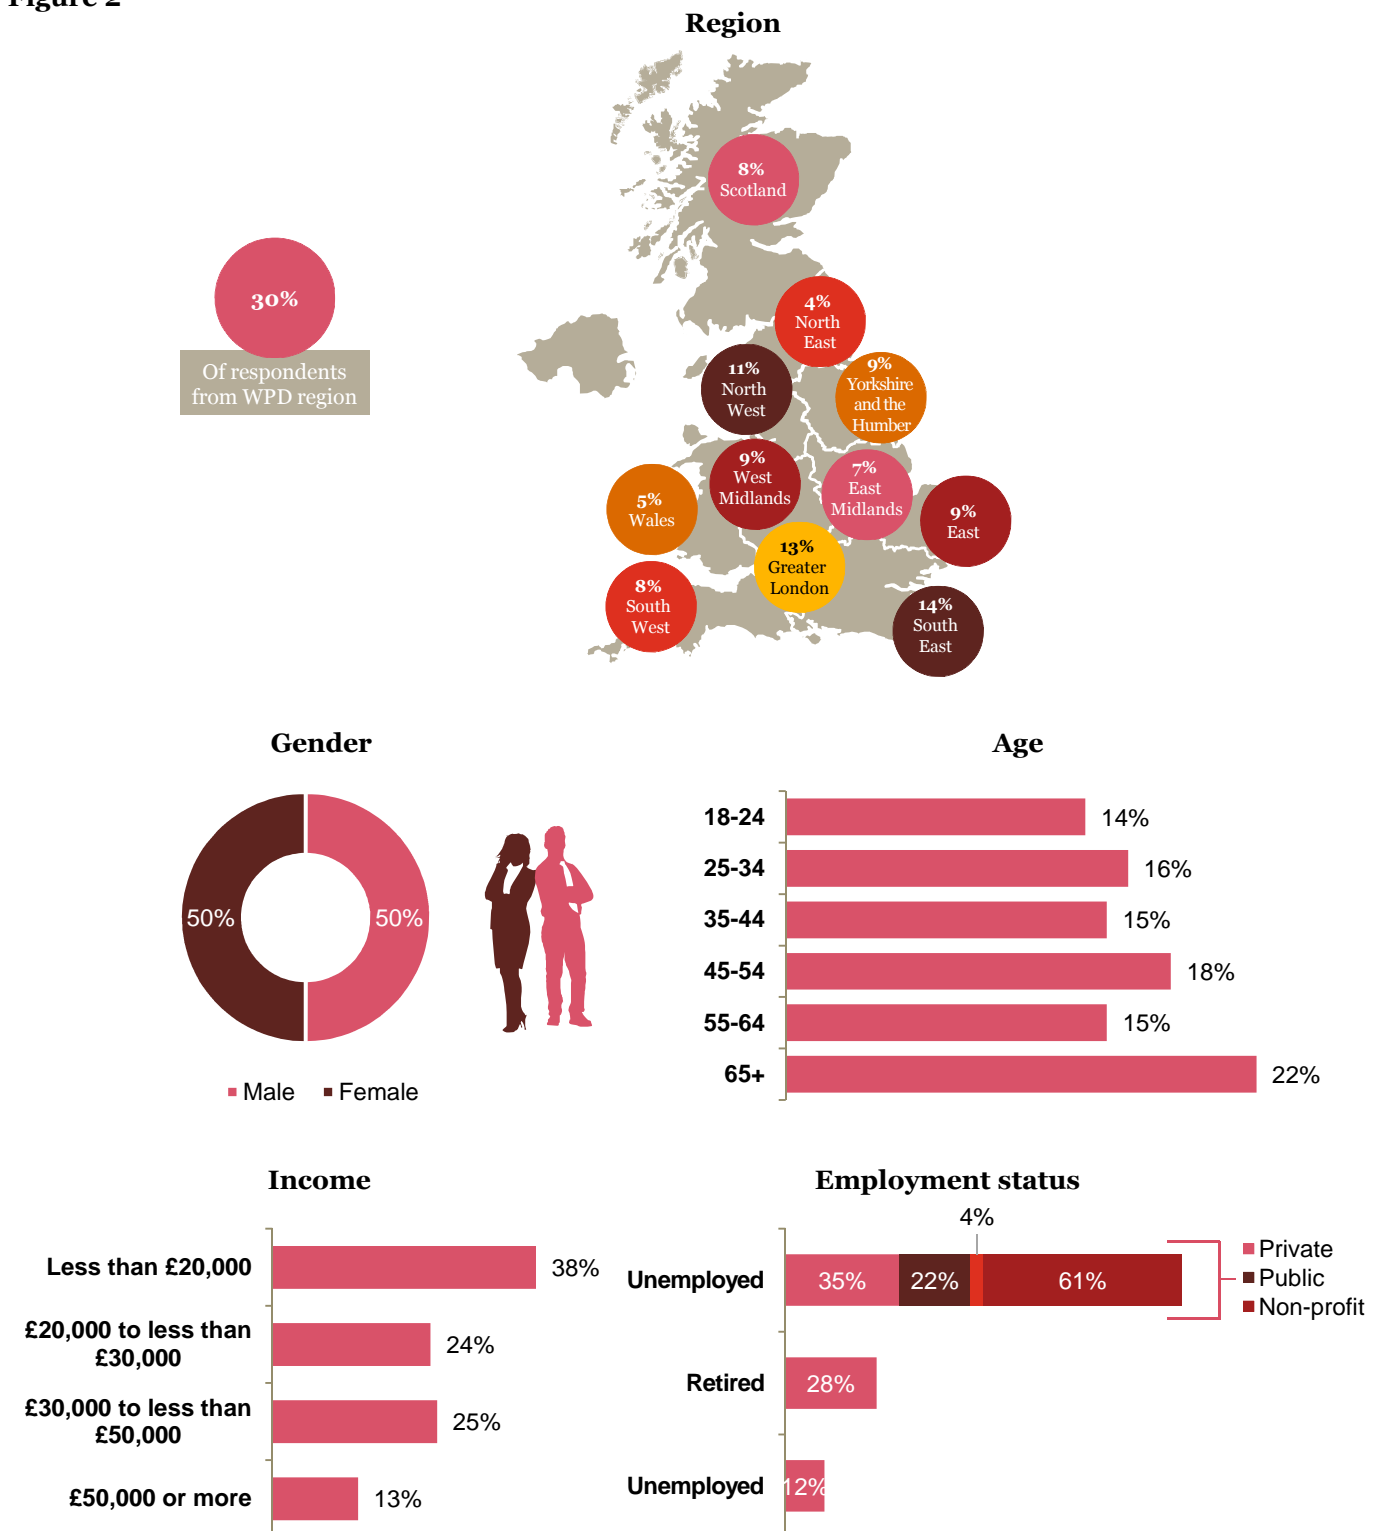 Figure 2
Region
8%
Scotland
30%
Of respondents
from WPD region
4%
North
East
11%
North
West
9%
Yorkshire
and the
Humber
9%
West
Midlands
7%
East
Midlands
5%
Wales
9%
East
13%
Greater
London
8%
South
West
14%
South
East
Gender
50%
50%
Male
Female
Age
18-24
14%
25-34
16%
35-44
15%
45-54
18%
55-64
15%
65+
22%
Income
Less than £20,000
38%
£20,000 to less than
£30,000
24%
£30,000 to less than
£50,000
25%
£50,000 or more
13%
Employment status
4%
Unemployed
35%
22%
61%
Private
Public
Non-profit
Retired
28%
Unemployed
12%